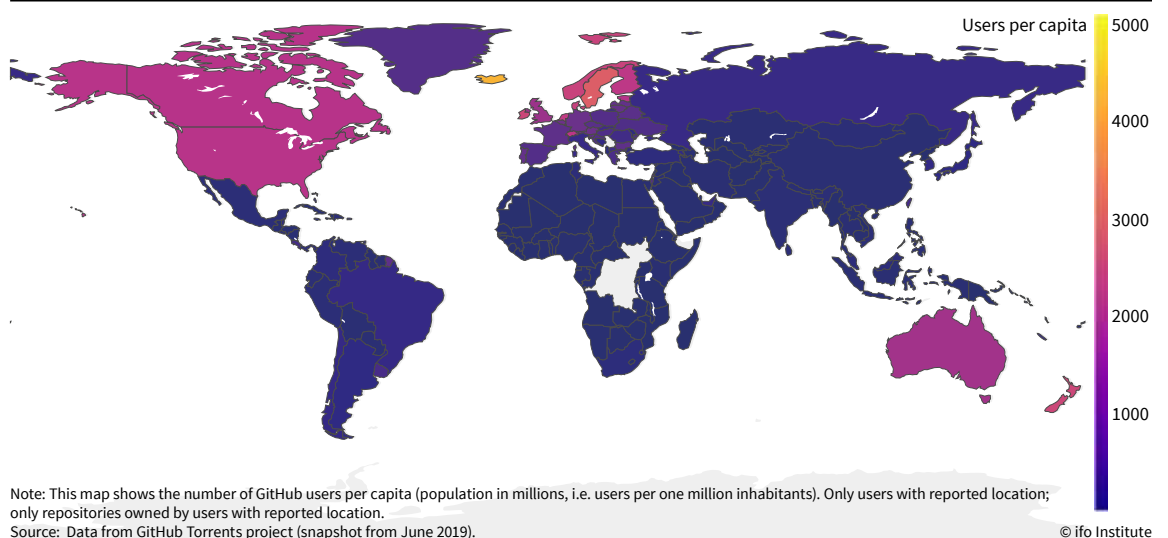 Users per capita
5000
4000
3000
2000
1000
Note: This map shows the number of GitHub users per capita (population in millions, i.e. users per one million inhabitants). Only users with reported location;
only repositories owned by users with reported location.
Source: Data from GitHub Torrents project (snapshot from June 2019).
© ifo Institute